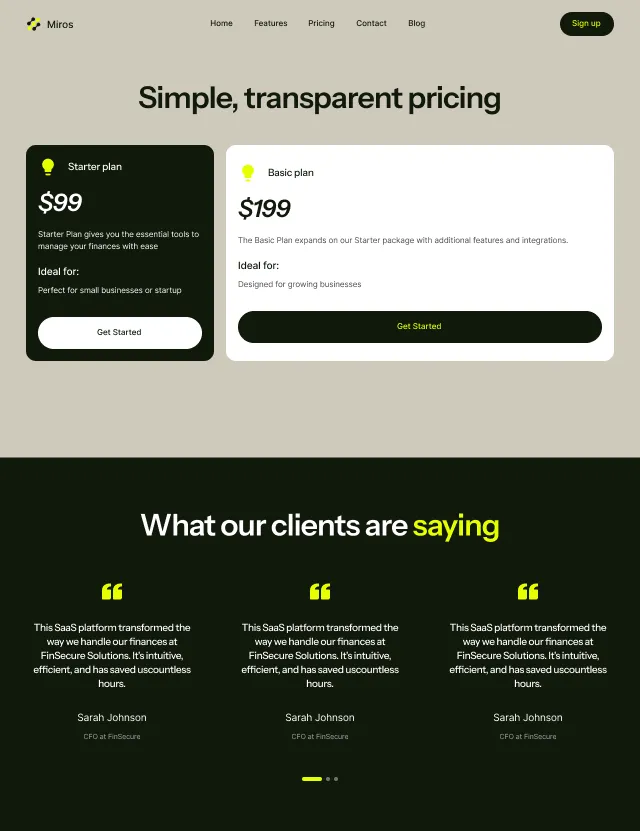 Miros
Home
Features
Pricing
Contact
Blog
Sign up
Simple, transparent pricing
Starter plan
$99
Starter Plan gives you the essential tools to
manage your finances with ease
Ideal for:
Perfect for small businesses or startup
Get Started
Basic plan
$199
The Basic Plan expands on our Starter package with additional features and integrations.
Ideal for:
Designed for growing businesses
Get Started
What our clients are saying
This SaaS platform transformed the
way we handle our finances at
FinSecure Solutions. It's intuitive,
efficient, and has saved uscountless
hours.
Sarah Johnson
CFO at FinSecure
This SaaS platform transformed the
way we handle our finances at
FinSecure Solutions. It's intuitive,
efficient, and has saved uscountless
hours.
Sarah Johnson
CFO at FinSecure
This SaaS platform transformed the
way we handle our finances at
FinSecure Solutions. It's intuitive,
efficient, and has saved uscountless
hours.
Sarah Johnson
CFO at FinSecure